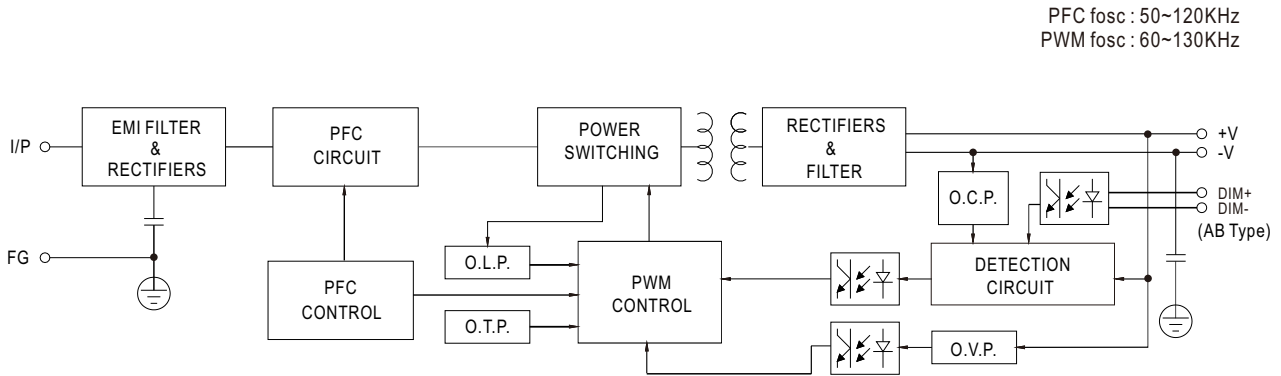 PFC fosc : 50~120KHz
PWM fosc : 60~130KHz
I/P
EMI FILTER
&
RECTIFIERS
PFC
CIRCUIT
POWER
SWITCHING
RECTIFIERS
&
FILTER
+V
-V
O.C.P.
DIM+
DIM-
(AB Type)
FG
PFC
CONTROL
O.L.P.
O.T.P.
PWM
CONTROL
DETECTION
CIRCUIT
O.V.P.